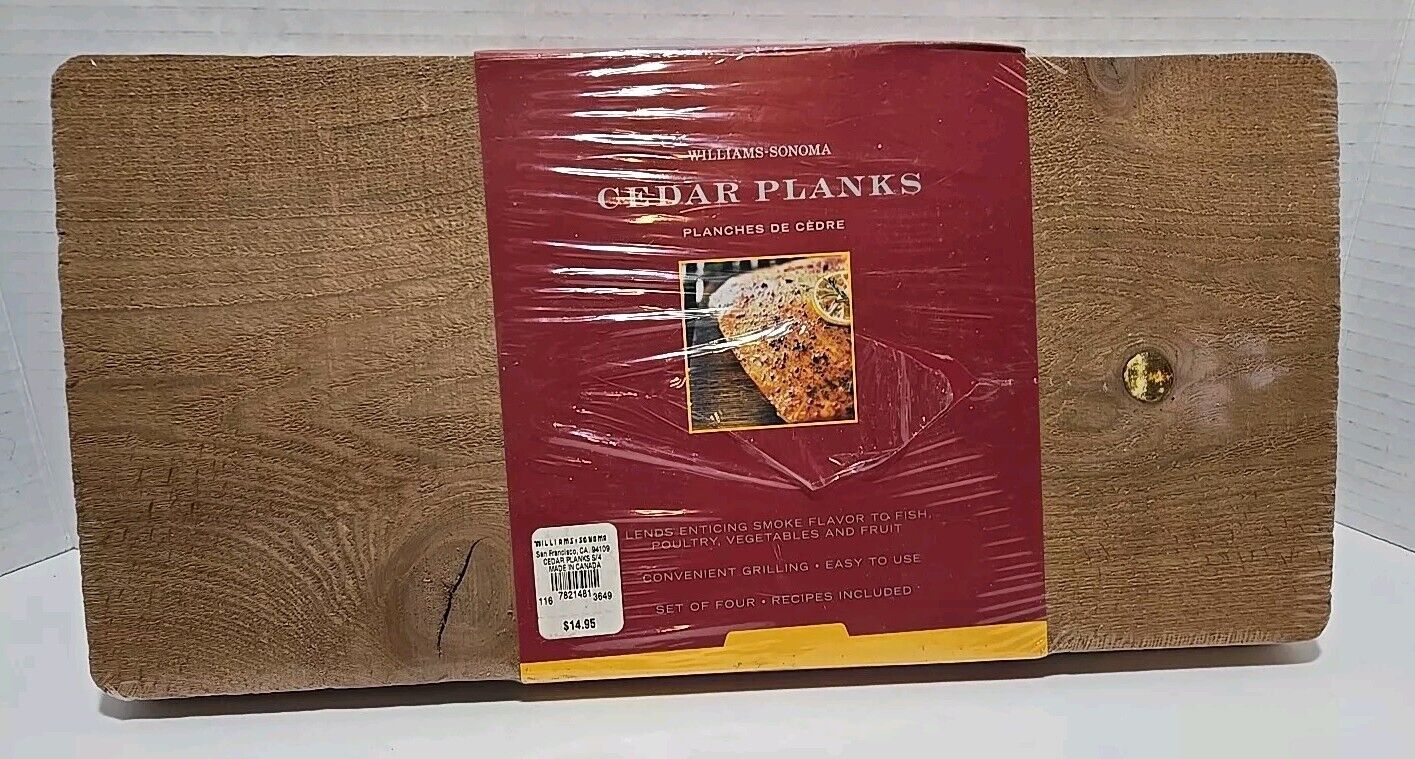 WILLIAMS-SONOMA
CEDAR PLANKS
PLANCHES DE CÈDRE
LENDS ENTICING SMOKE FLAVOR TO FISH,
POULTRY, VEGETABLES AND FRUIT
CONVENIENT GRILLING • EASY TO USE
SET OF FOUR • RECIPES INCLUDED
WILLIAMS-SONOMA
San Francisco, CA. 94109
CEDAR PLANKS S/4
MADE IN CANADA
116 7821481 3649
$14.95